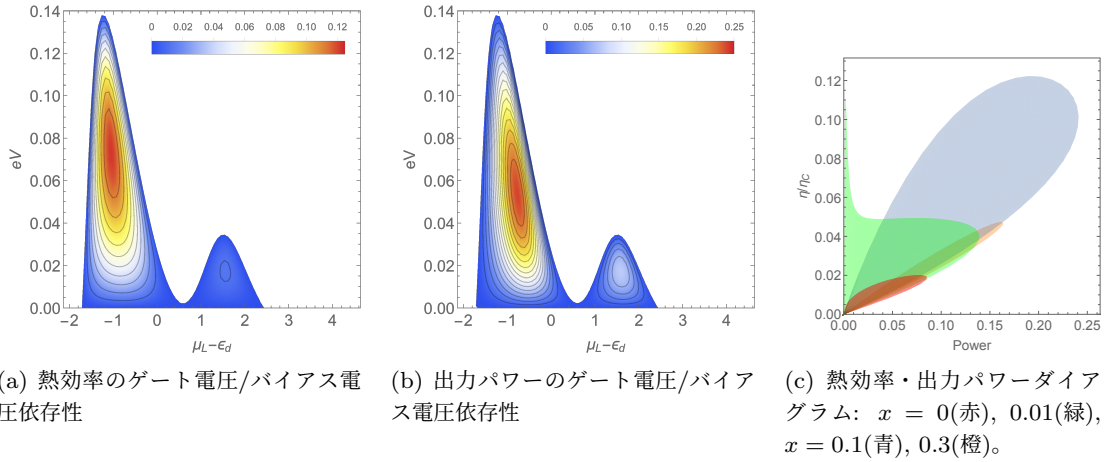 0 0.02 0.04 0.06 0.08 0.10 0.12
0.14
0.12
0.10
0.08
0.06
0.04
0.02
0.00
eV
−2 −1 0 1 2 3 4
μL−ϵd
0 0.05 0.10 0.15 0.20 0.25
0.14
0.12
0.10
0.08
0.06
0.04
0.02
0.00
eV
−2 −1 0 1 2 3 4
μL−ϵd
0.12
0.10
0.08
0.06
0.04
0.02
0.00
η/ηC
0.00 0.05 0.10 0.15 0.20 0.25
Power
(a) 熱効率のゲート電圧/バイアス電
圧依存性
(b) 出力パワーのゲート電圧/バイア
ス電圧依存性
(c) 熱効率・出力パワーダイア
グラム: x = 0(赤), 0.01(緑),
x = 0.1(青), 0.3(橙)。